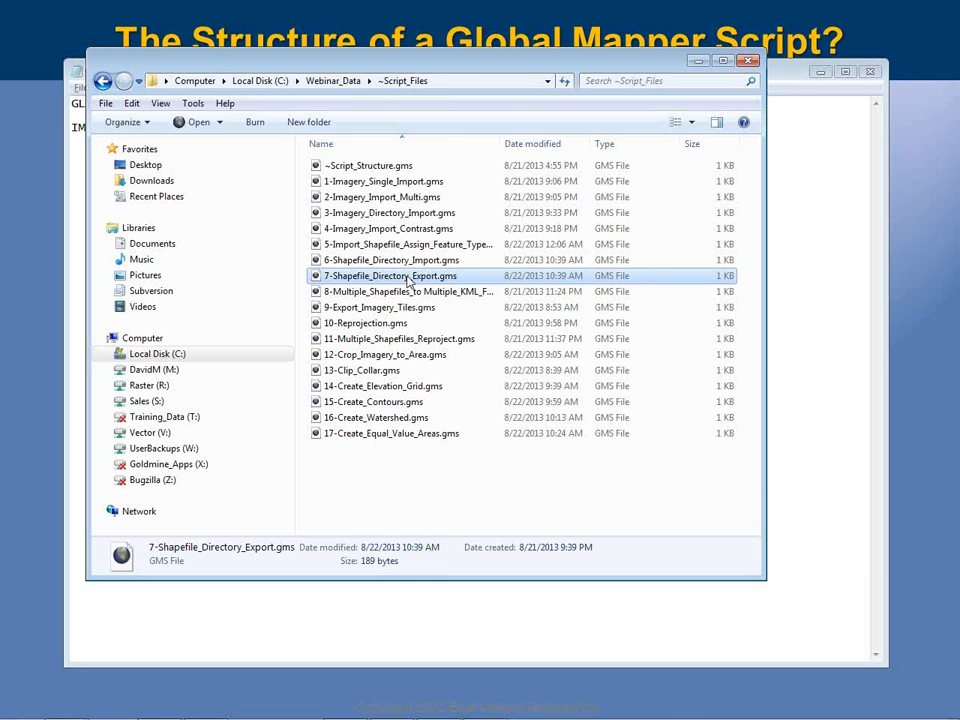 The Structure of a Global Mapper Script?
Computer Local Disk (C:) Webinar_Data ~Script_Files Search ~Script_Files
File Edit View Tools Help
Organize Open Burn New folder
Name Date modified Type Size
Favorites
Desktop
Downloads
Recent Places
Libraries
Documents
Music
Pictures
Subversion
Videos
Computer
Local Disk (C:)
DavidM (M:)
Raster (R:)
Sales (S:)
Training_Data (T:)
Vector (V:)
UserBackups (W:)
Goldmine_Apps (X:)
Bugzilla (Z:)
Network
~Script_Structure.gms 8/21/2013 4:55 PM GMS File 1 KB
1-Imagery_Single_Import.gms 8/21/2013 9:06 PM GMS File 1 KB
2-Imagery_Import_Multi.gms 8/21/2013 9:05 PM GMS File 1 KB
3-Imagery_Directory_Import.gms 8/21/2013 9:33 PM GMS File 1 KB
4-Imagery_Import_Contrast.gms 8/21/2013 9:18 PM GMS File 1 KB
5-Import_Shapefile_Assign_Feature_Type... 8/22/2013 12:06 AM GMS File 1 KB
6-Shapefile_Directory_Import.gms 8/22/2013 10:39 AM GMS File 1 KB
7-Shapefile_Directory_Export.gms 8/22/2013 10:39 AM GMS File 1 KB
8-Multiple_Shapefiles_to Multiple_KML_F... 8/21/2013 11:24 PM GMS File 1 KB
9-Export_Imagery_Tiles.gms 8/22/2013 8:53 AM GMS File 1 KB
10-Reprojection.gms 8/21/2013 9:58 PM GMS File 1 KB
11-Multiple_Shapefiles_Reproject.gms 8/21/2013 11:37 PM GMS File 1 KB
12-Crop_Imagery_to_Area.gms 8/22/2013 9:05 AM GMS File 1 KB
13-Clip_Collar.gms 8/22/2013 8:39 AM GMS File 1 KB
14-Create_Elevation_Grid.gms 8/22/2013 9:39 AM GMS File 1 KB
15-Create_Contours.gms 8/22/2013 9:59 AM GMS File 1 KB
16-Create_Watershed.gms 8/22/2013 10:13 AM GMS File 1 KB
17-Create_Equal_Value_Areas.gms 8/22/2013 10:24 AM GMS File 1 KB
7-Shapefile_Directory_Export.gms Date modified: 8/22/2013 10:39 AM Date created: 8/21/2013 9:39 PM
GMS File Size: 189 bytes